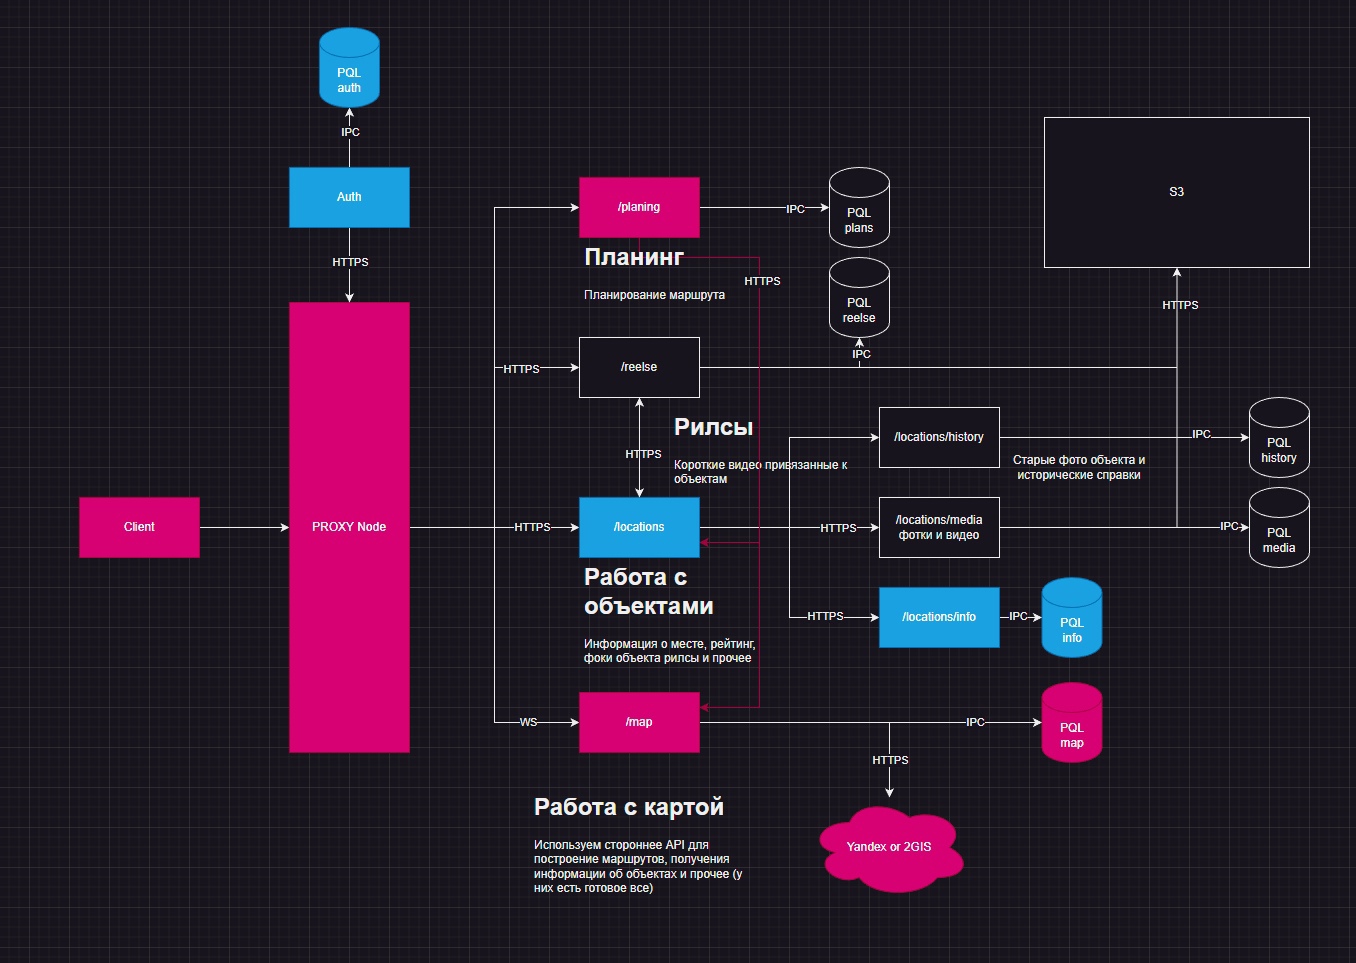 PQL
auth
IPC
Auth
HTTPS
S3
/planing
IPC
PQL
plans
Планинг
HTTPS
Планирование маршрута
PQL
reelse
HTTPS
IPC
HTTPS
/reelse
Рилсы
HTTPS
Короткие видео привязанные к
объектам
/locations/history
IPC
PQL
history
Старые фото объекта и
исторические справки
Client
PROXY Node
HTTPS
/locations
HTTPS
/locations/media
фотки и видео
IPC
PQL
media
Работа с
объектами
Информация о месте, рейтинг,
фоки объекта рилсы и прочее
HTTPS
/locations/info
IPC
PQL
info
WS
/map
IPC
PQL
map
HTTPS
Yandex or 2GIS
Работа с картой
Используем стороннее API для
построение маршрутов, получения
информации об объектах и прочее (у
них есть готовое все)